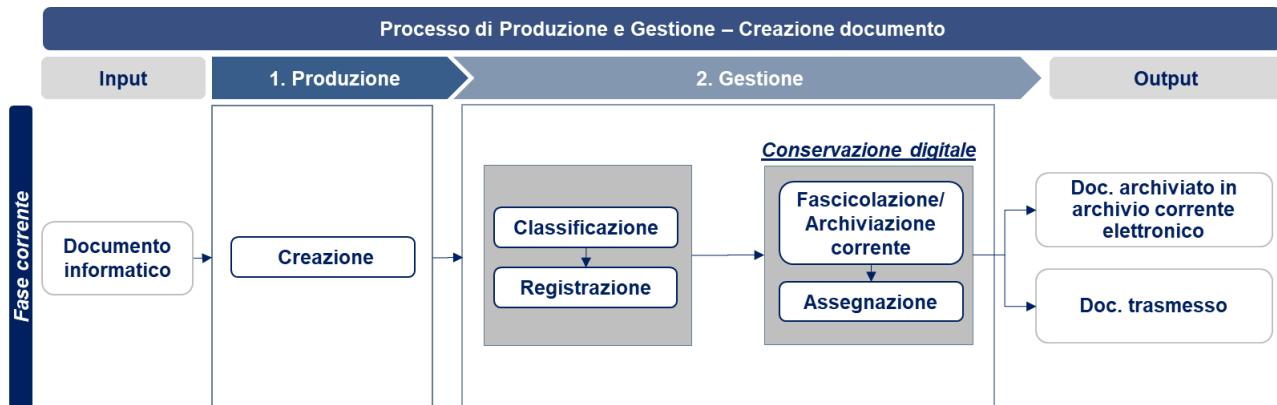 Processo di Produzione e Gestione – Creazione documento
Input
1. Produzione
2. Gestione
Output
Fase corrente
Documento
informatico
Creazione
Classificazione
Registrazione
Conservazione digitale
Fascicolazione/
Archiviazione
corrente
Assegnazione
Doc. archiviato in
archivio corrente
elettronico
Doc. trasmesso